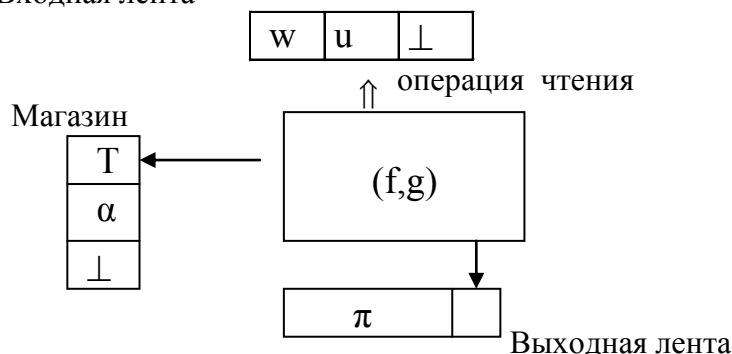 Входная лента
w u ⊥
⇑ операция чтения
Магазин
T
(f,g)
α
⊥
π
Выходная лента